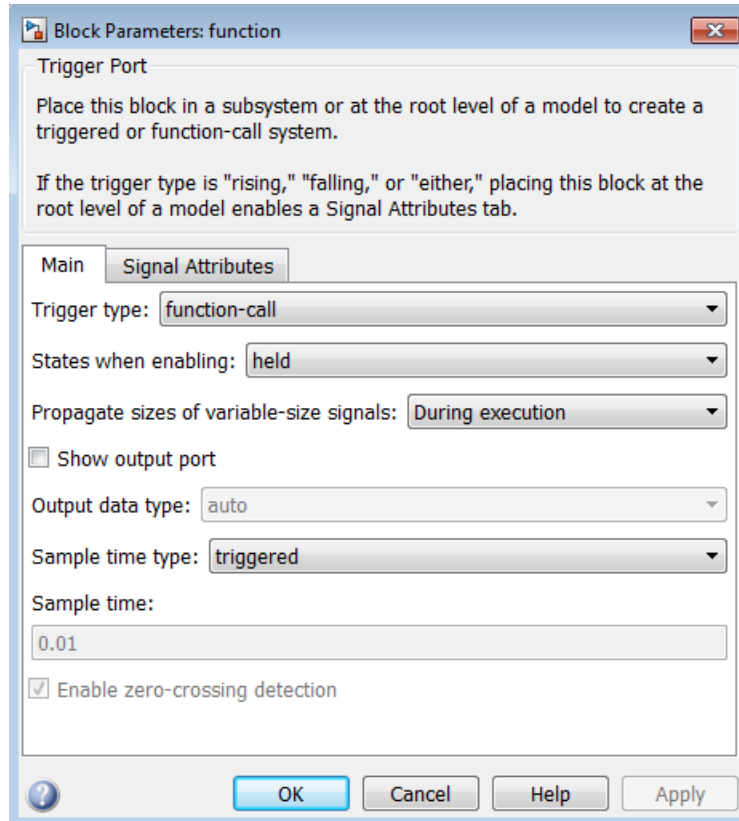 Block Parameters: function
Trigger Port
Place this block in a subsystem or at the root level of a model to create a
triggered or function-call system.
If the trigger type is "rising," "falling," or "either," placing this block at the
root level of a model enables a Signal Attributes tab.
Main Signal Attributes
Trigger type: function-call
States when enabling: held
Propagate sizes of variable-size signals: During execution
Show output port
Output data type: auto
Sample time type: triggered
Sample time:
0.01
Enable zero-crossing detection
OK Cancel Help Apply